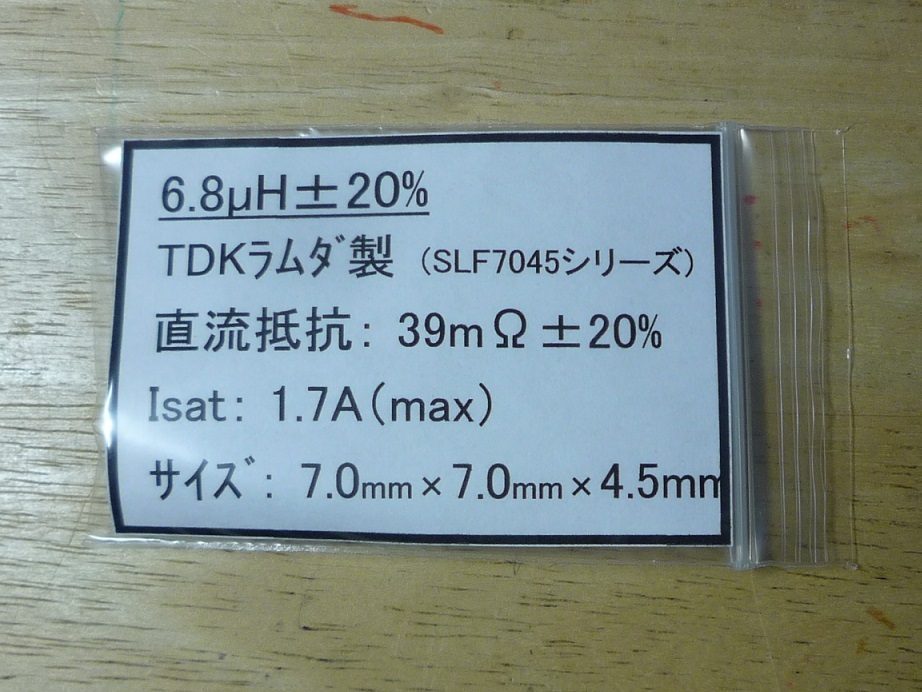 6.8μH±20%
TDKラムダ製 (SLF7045シリーズ)
直流抵抗: 39mΩ±20%
Isat: 1.7A(max)
サイズ: 7.0mm×7.0mm×4.5mm